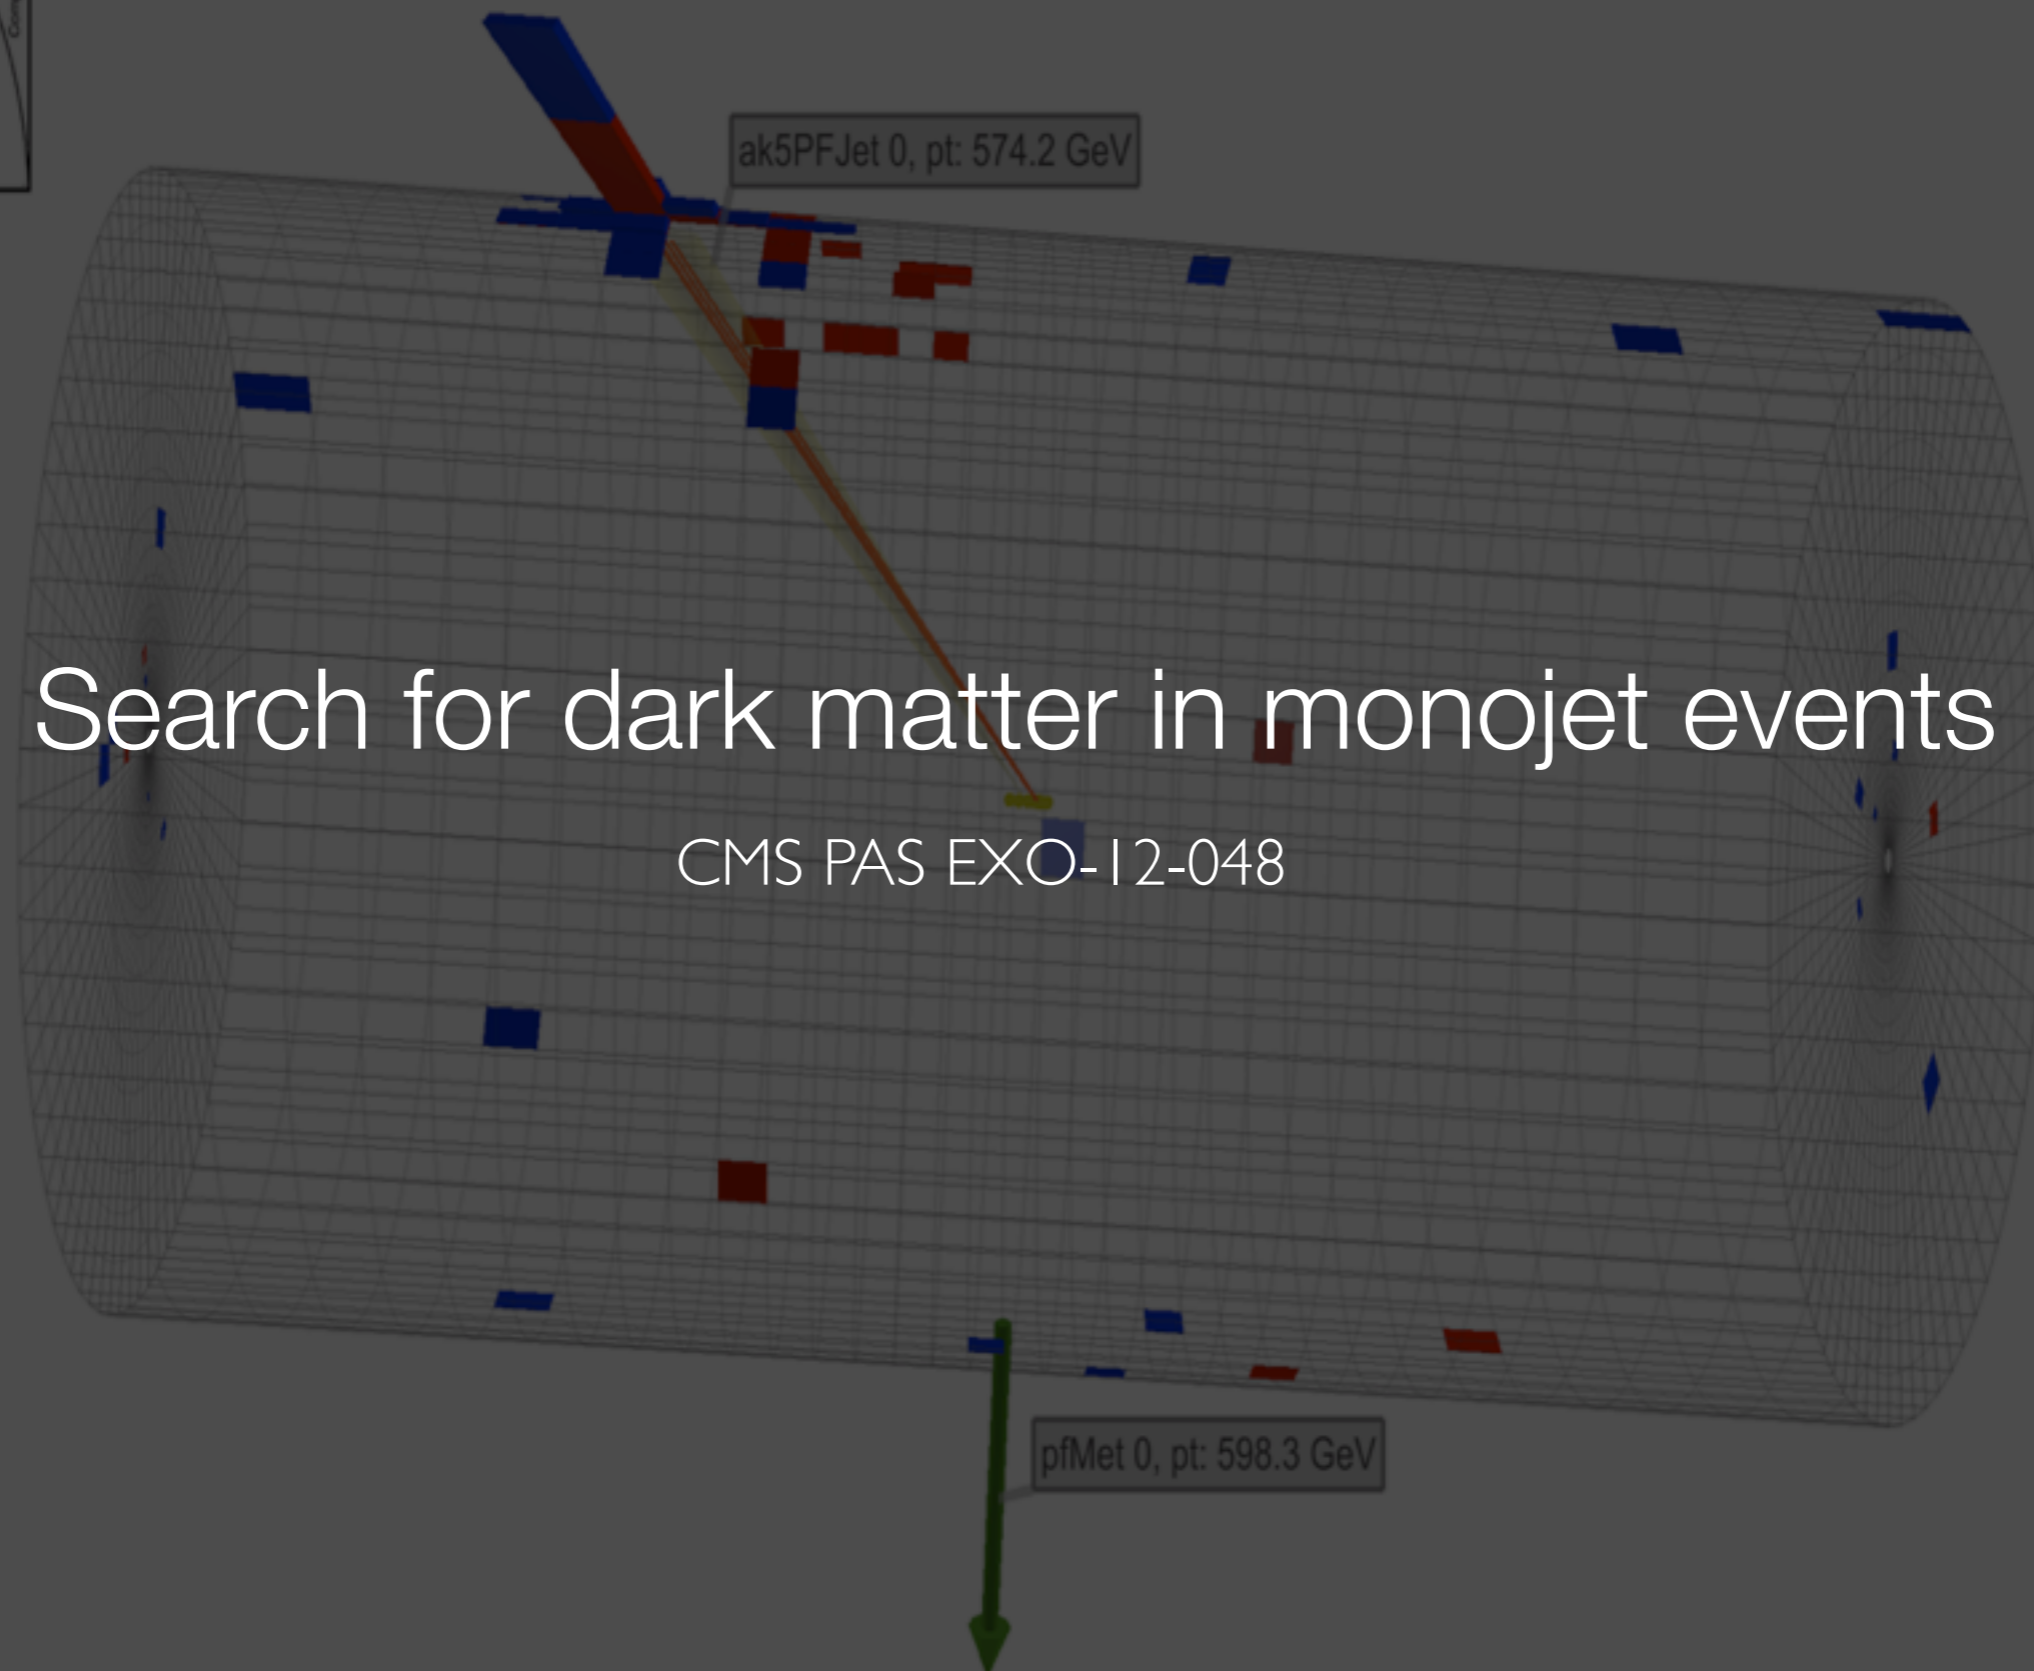 ak5PFJet 0, pt: 574.2 GeV
Search for dark matter in monojet events
CMS PAS EXO-12-048
pfMet 0, pt: 598.3 GeV